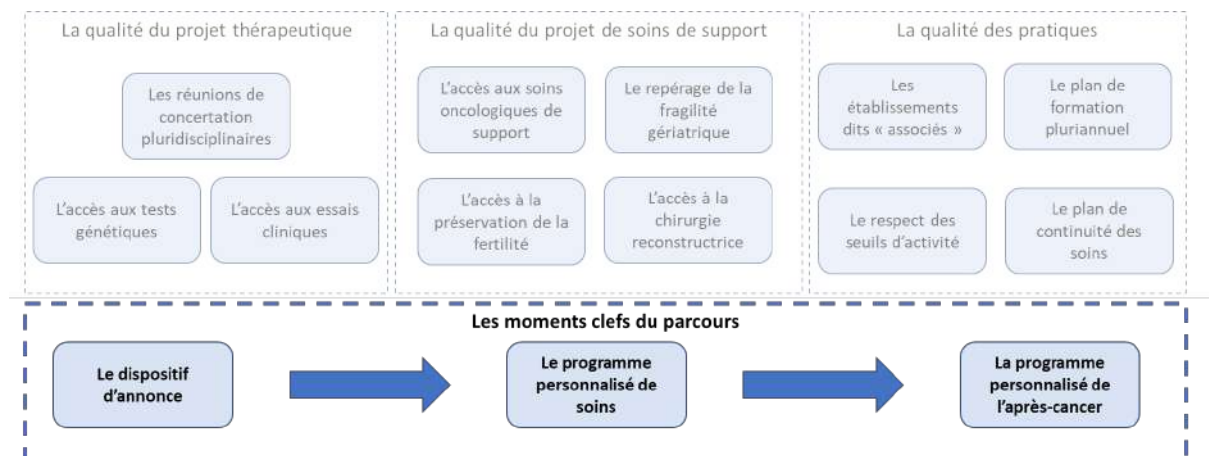 La qualité du projet thérapeutique
Les réunions de
concertation
pluridisciplinaires
L'accès aux tests
génétiques
L'accès aux essais
cliniques
La qualité du projet de soins de support
L'accès aux soins
oncologiques de
support
Le repérage de la
fragilité
gériatrique
L'accès à la
préservation de la
fertilité
L'accès à la
chirurgie
reconstructrice
La qualité des pratiques
Les
établissements
dits « associés »
Le plan de
formation
pluriannuel
Le respect des
seuils d'activité
Le plan de
continuité des
soins
Les moments clefs du parcours
Le dispositif
d'annonce
Le programme
personnalisé de
soins
La programme
personnalisé de
l'après-cancer